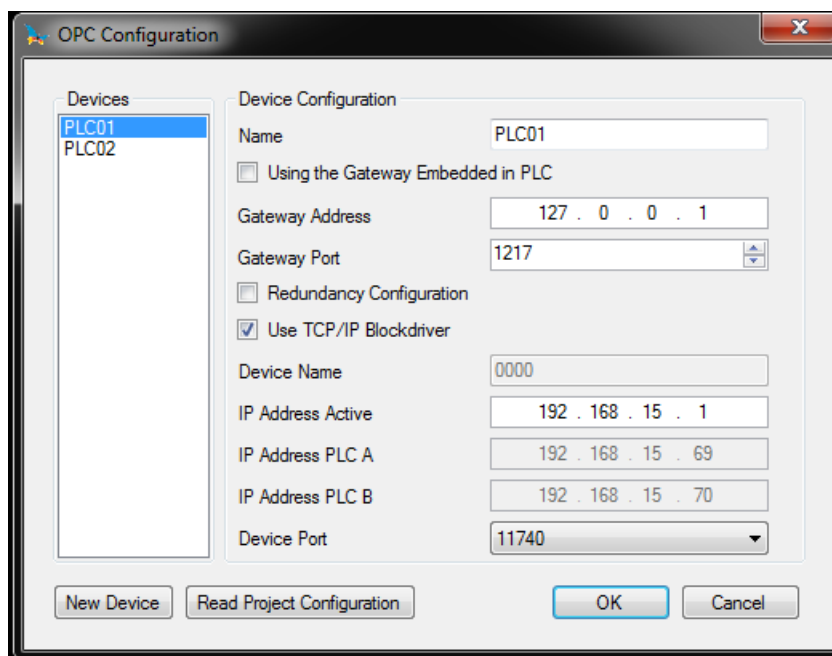 OPC Configuration
Devices
PLC01
PLC02
Device Configuration
Name PLC01
Using the Gateway Embedded in PLC
Gateway Address 127 . 0 . 0 . 1
Gateway Port 1217
Redundancy Configuration
Use TCP/IP Blockdriver
Device Name 0000
IP Address Active 192 . 168 . 15 . 1
IP Address PLC A 192 . 168 . 15 . 69
IP Address PLC B 192 . 168 . 15 . 70
Device Port 11740
New Device Read Project Configuration OK Cancel